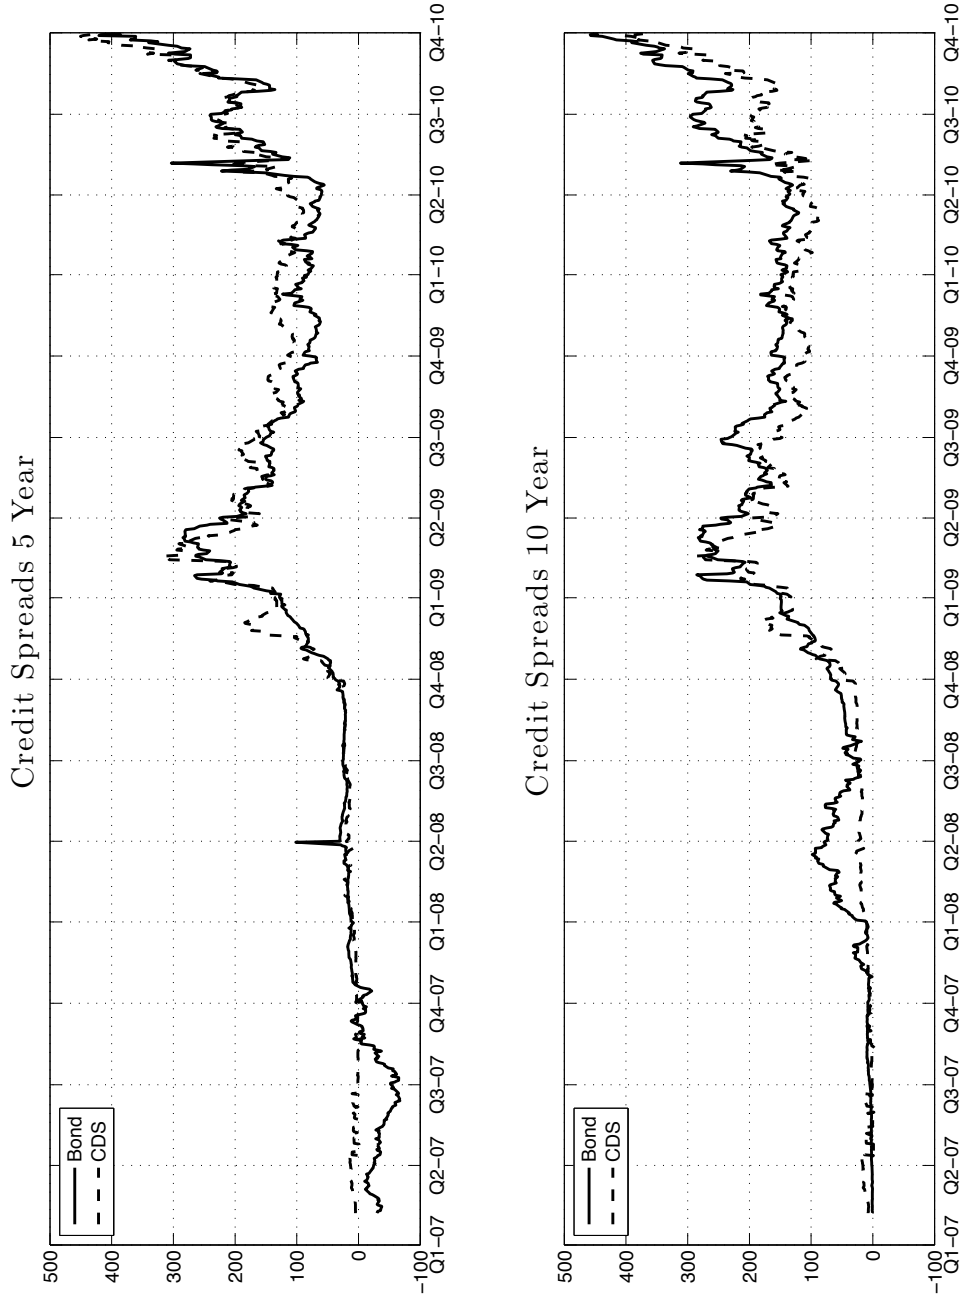 Credit Spreads 5 Year
500
400
300
200
100
0
−100
Bond
CDS
Q1−07
Q2−07
Q3−07
Q4−07
Q1−08
Q2−08
Q3−08
Q4−08
Q1−09
Q2−09
Q3−09
Q4−09
Q1−10
Q2−10
Q3−10
Q4−10
Credit Spreads 10 Year
500
400
300
200
100
0
−100
Bond
CDS
Q1−07
Q2−07
Q3−07
Q4−07
Q1−08
Q2−08
Q3−08
Q4−08
Q1−09
Q2−09
Q3−09
Q4−09
Q1−10
Q2−10
Q3−10
Q4−10